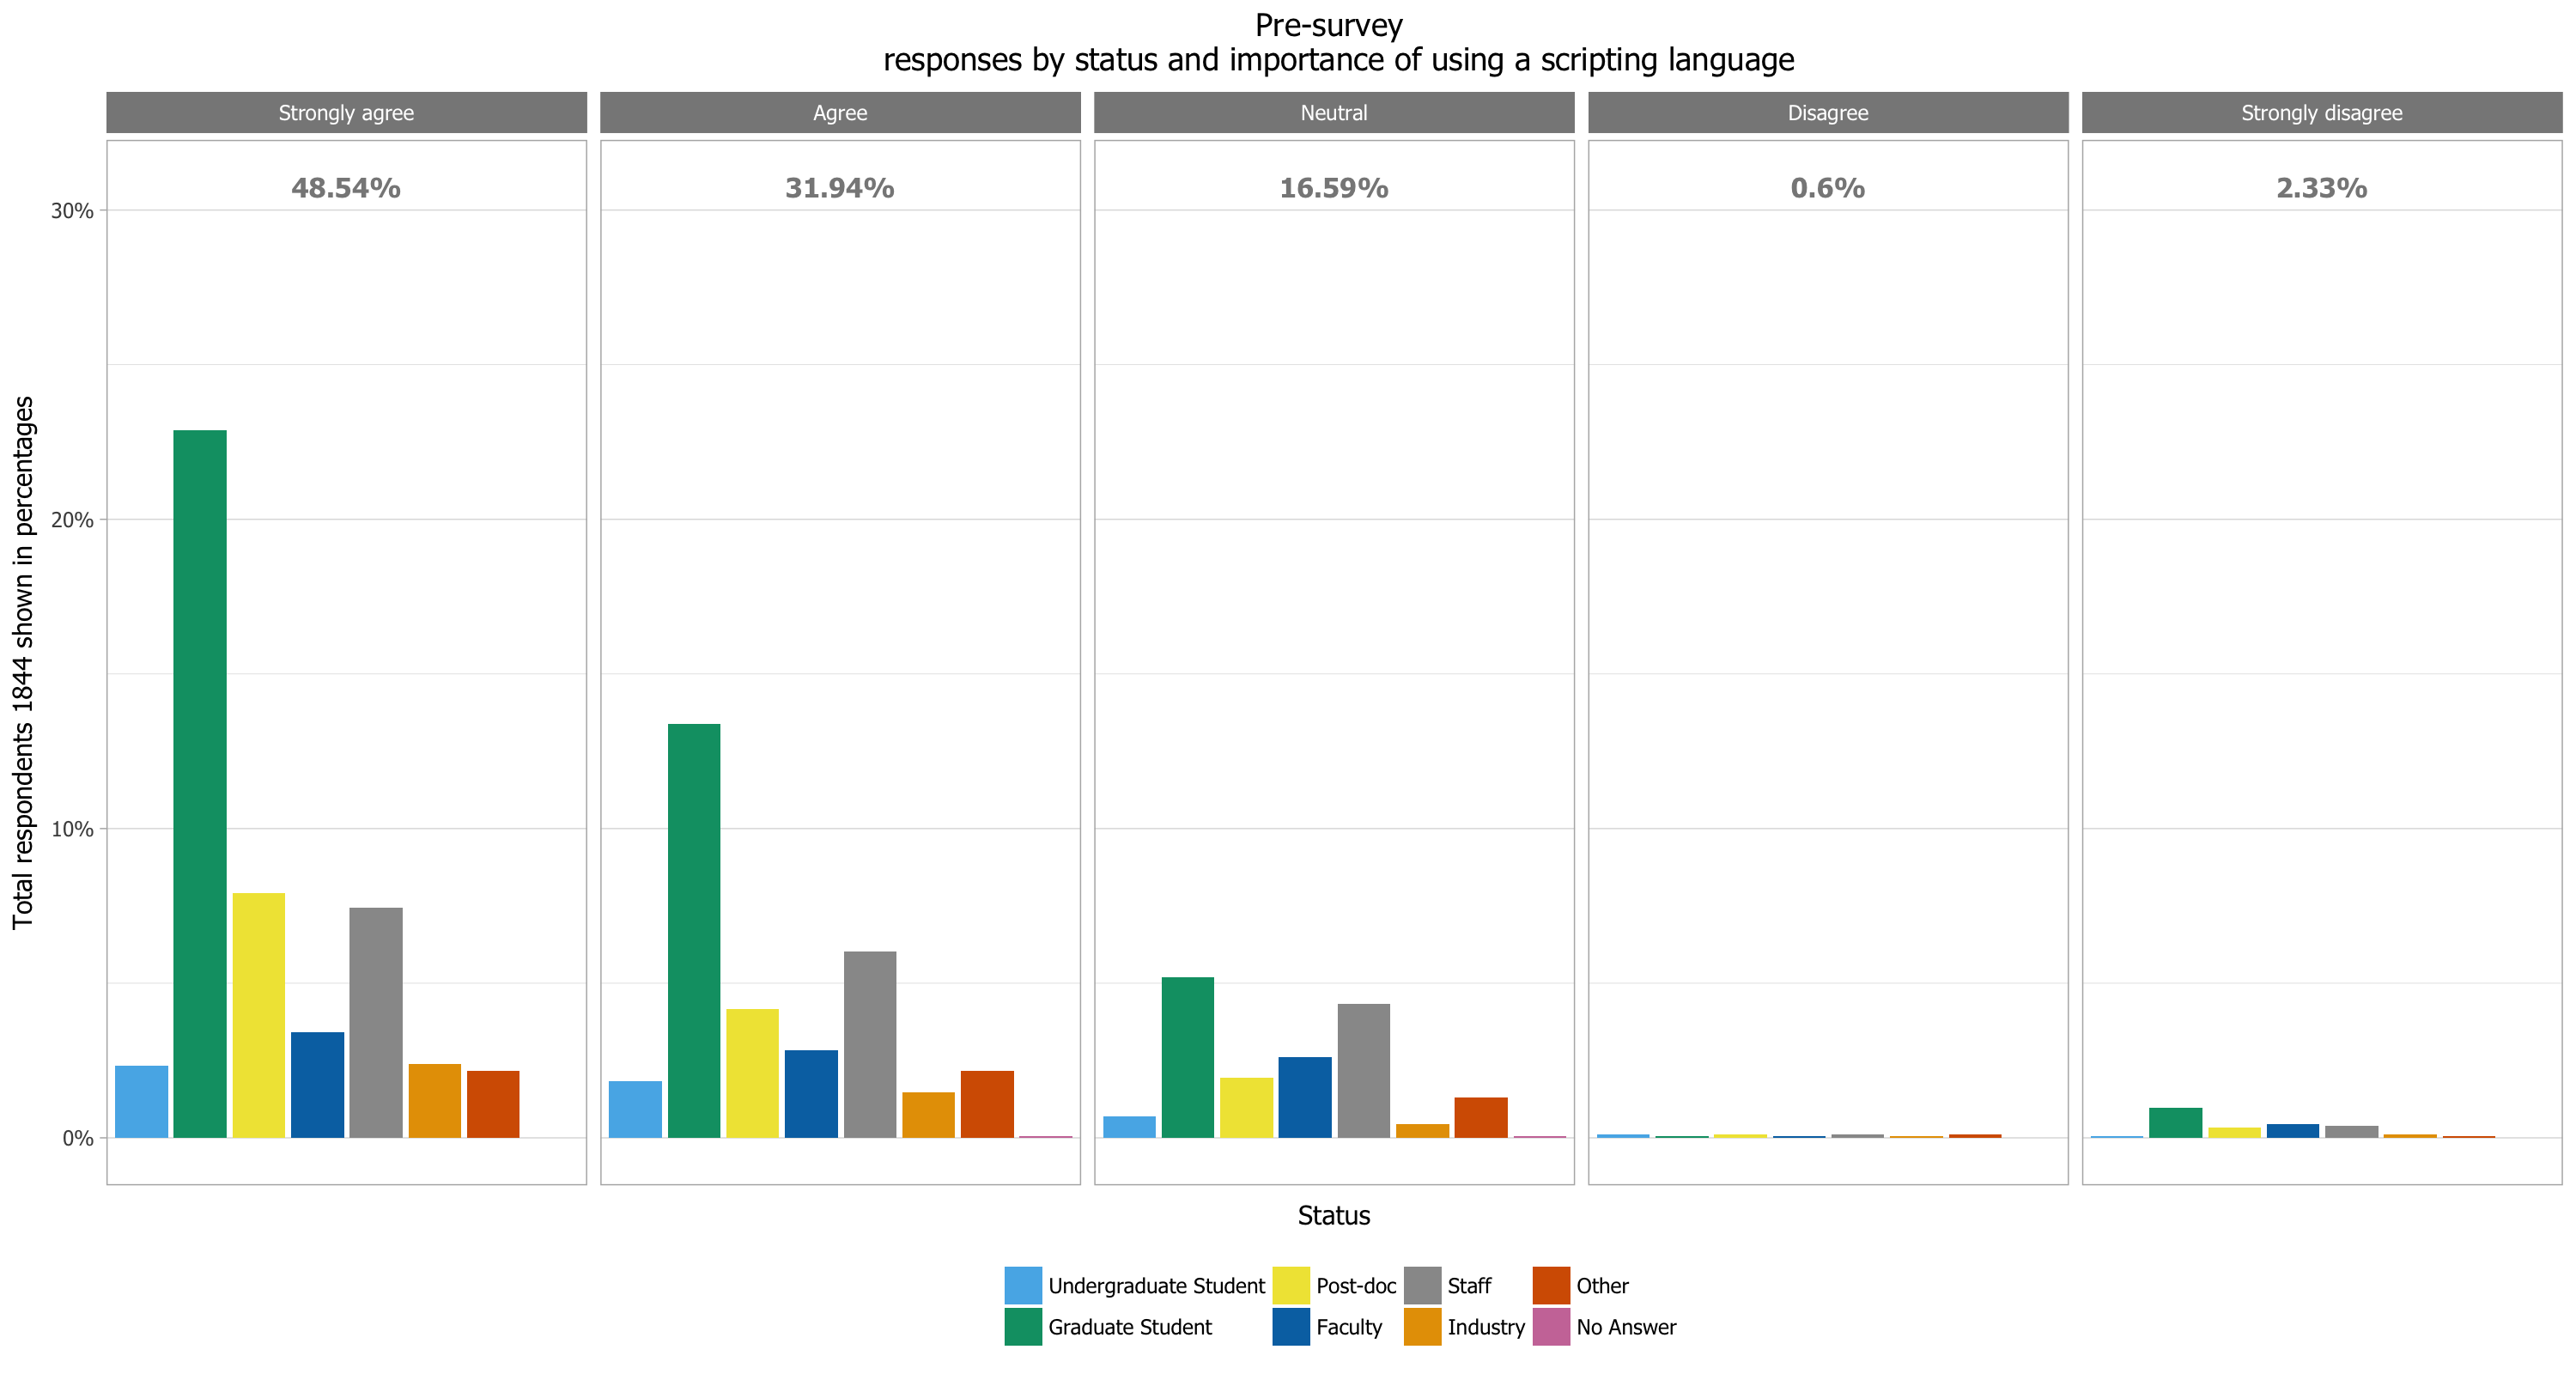 Pre-survey
responses by status and importance of using a scripting language
Strongly agree
Agree
Neutral
Disagree
Strongly disagree
48.54%
31.94%
16.59%
0.6%
2.33%
30%
20%
10%
0%
Total respondents 1844 shown in percentages
Status
Undergraduate Student
Post-doc
Staff
Other
Graduate Student
Faculty
Industry
No Answer